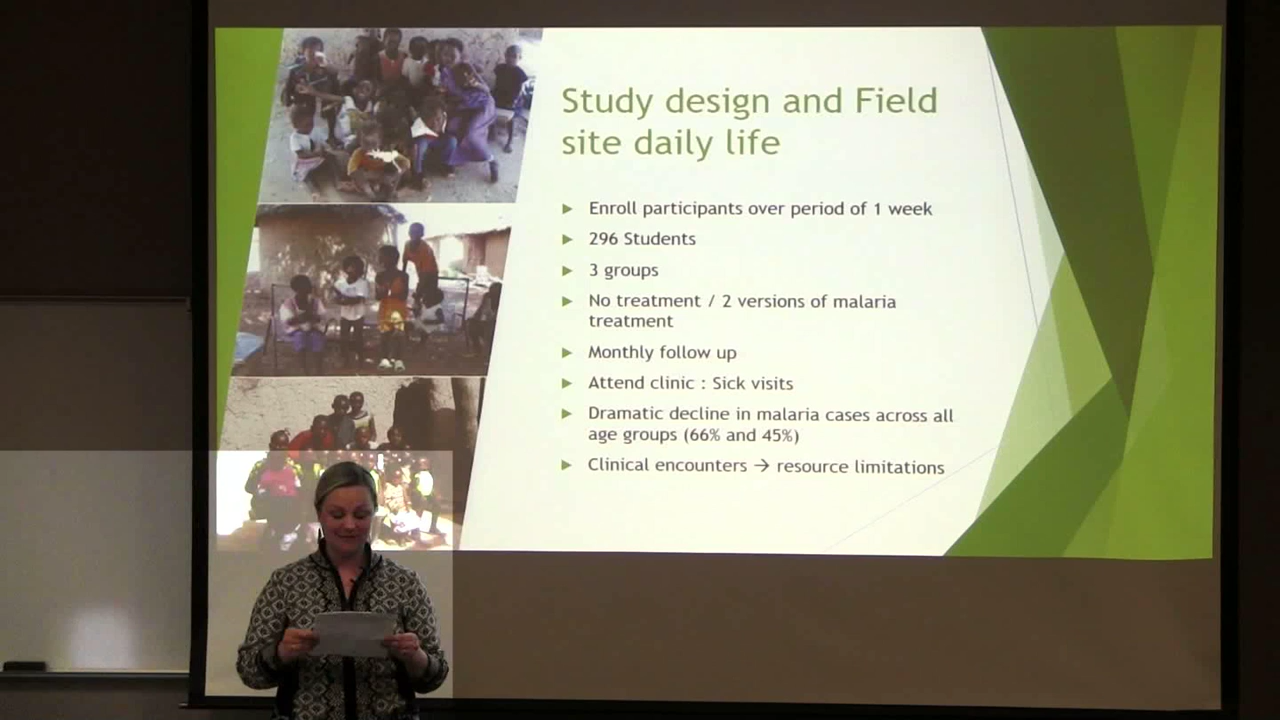 Study design and Field
site daily life
Enroll participants over period of 1 week
296 Students
3 groups
No treatment / 2 versions of malaria
treatment
Monthly follow up
Attend clinic : Sick visits
Dramatic decline in malaria cases across all
age groups (66% and 45%)
Clinical encounters → resource limitations